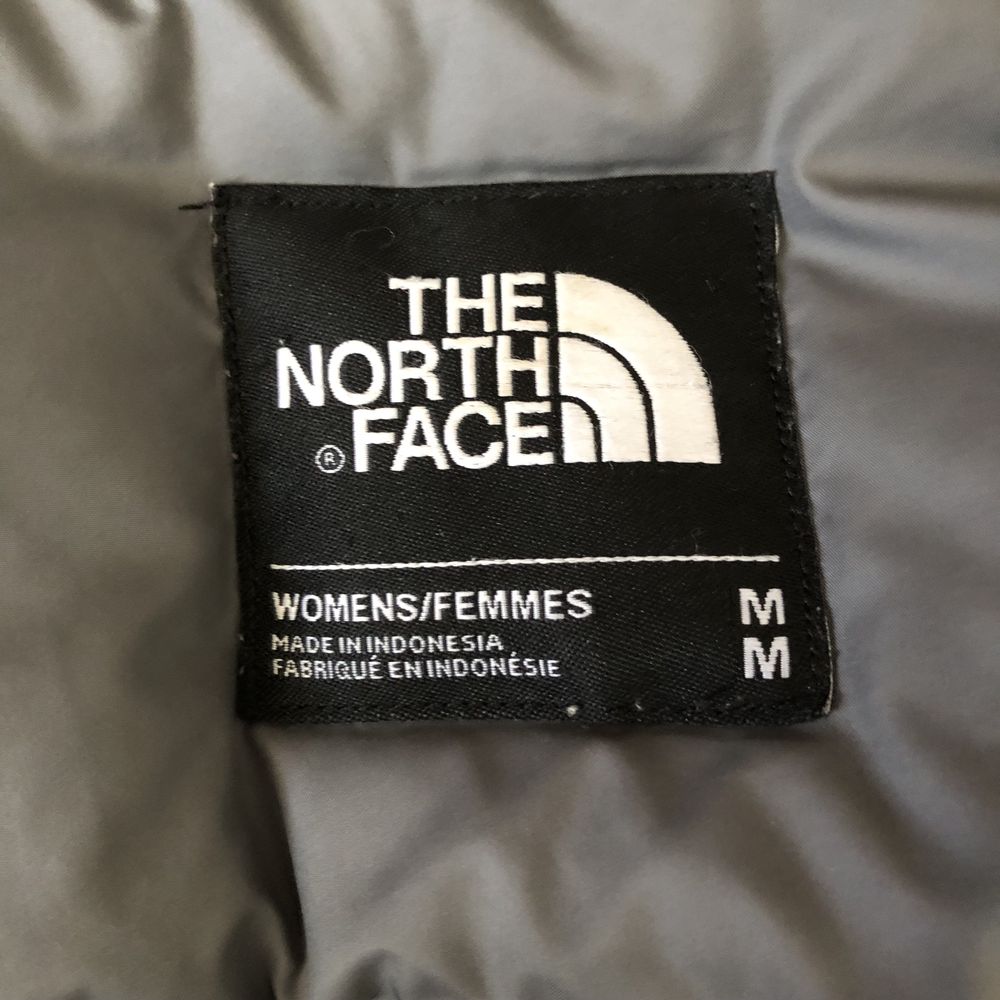 THE
NORTH
® FACE
WOMENS/FEMMES M
MADE IN INDONESIA
FABRIQUÉ EN INDONÉSIE M